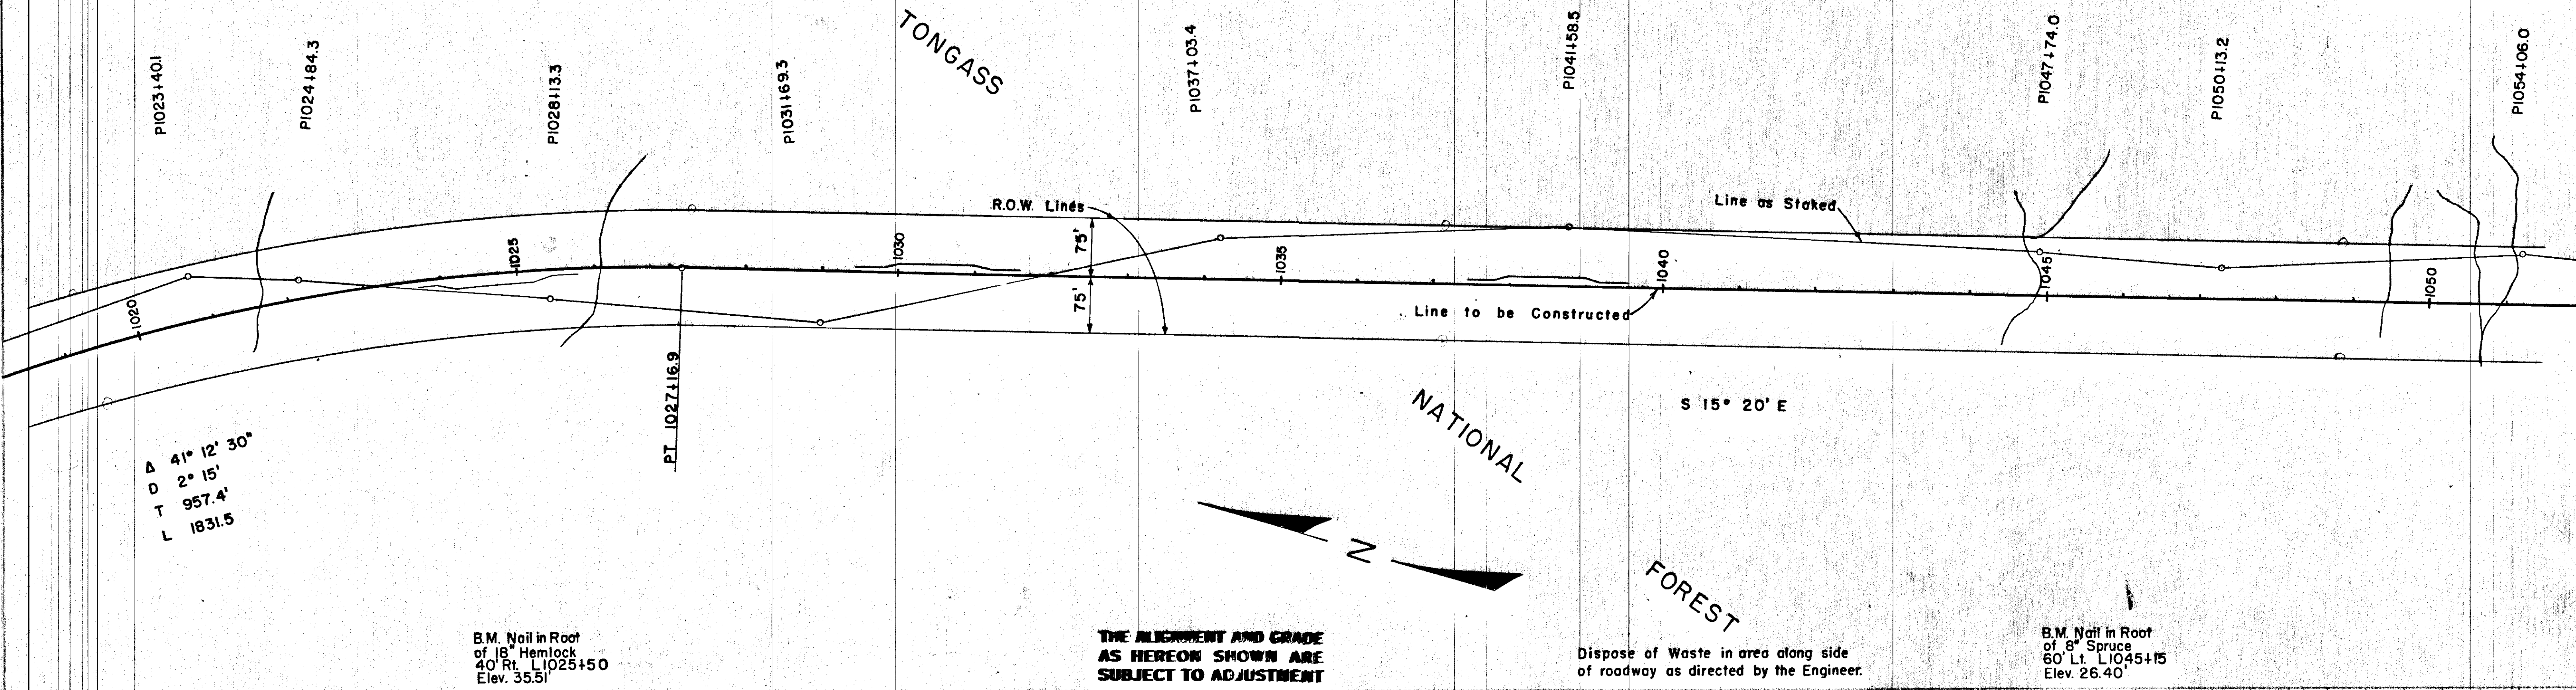 P1023+40.1
P1024+84.3
P1028+13.3
P1031+69.3
TONGASS
P1037+03.4
P1041+58.5
P1047+74.0
P1050+13.2
P1054+06.0
R.O.W. Lines
Line as Staked
75'
75'
1020
1025
1030
1035
1040
1045
1050
Line to be Constructed
PT 1027+16.9
S 15° 20' E
NATIONAL
Δ 41° 12' 30"
D 2° 15'
T 957.4'
L 1831.5
N
FOREST
B.M. Nail in Root
of 18" Hemlock
40' Rt. L1025+50
Elev. 35.51'
THE ALIGNMENT AND GRADE
AS HEREON SHOWN ARE
SUBJECT TO ADJUSTMENT
Dispose of Waste in area along side
of roadway as directed by the Engineer.
B.M. Nail in Root
of 8" Spruce
60' Lt. L1045+15
Elev. 26.40'